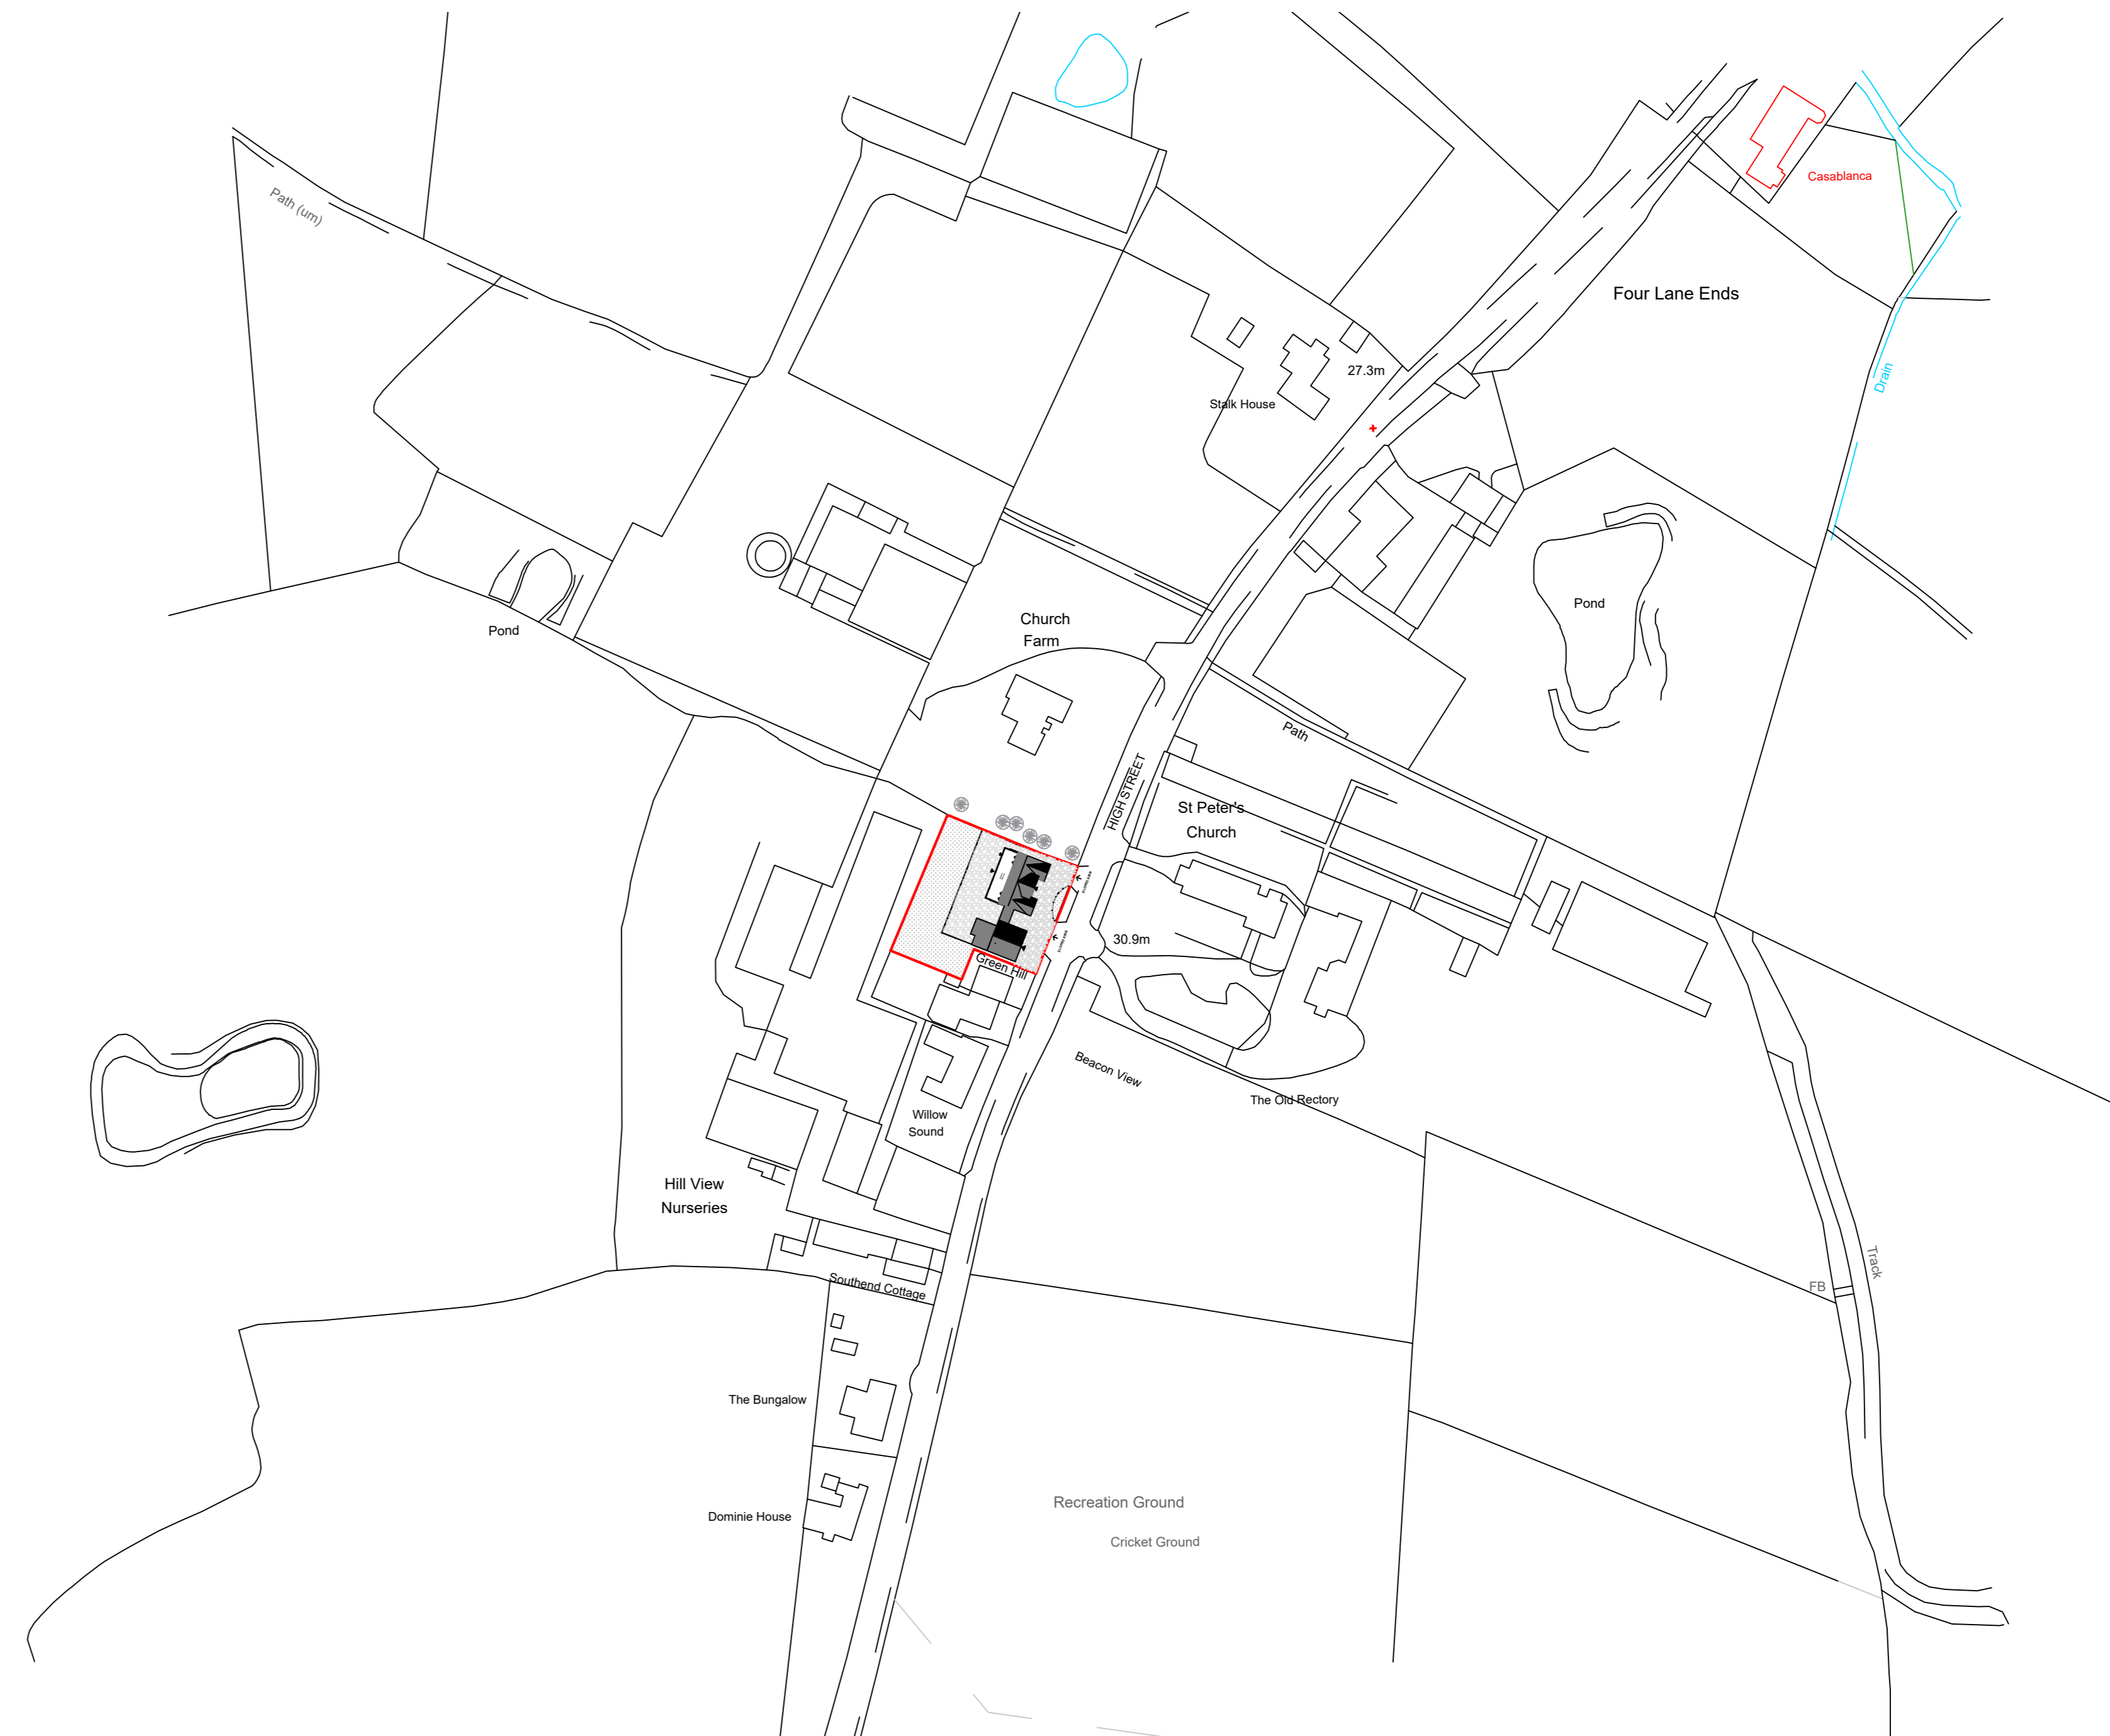 Path (um)
Casablanca
Four Lane Ends
27.3m
Stalk House
Drain
Pond
Pond
Church
Farm
Path
HIGH STREET
St Peter's
Church
30.9m
Green Hill
Beacon View
The Old Rectory
Willow
Sound
Hill View
Nurseries
Track
FB
Southend Cottage
The Bungalow
Recreation Ground
Dominie House
Cricket Ground